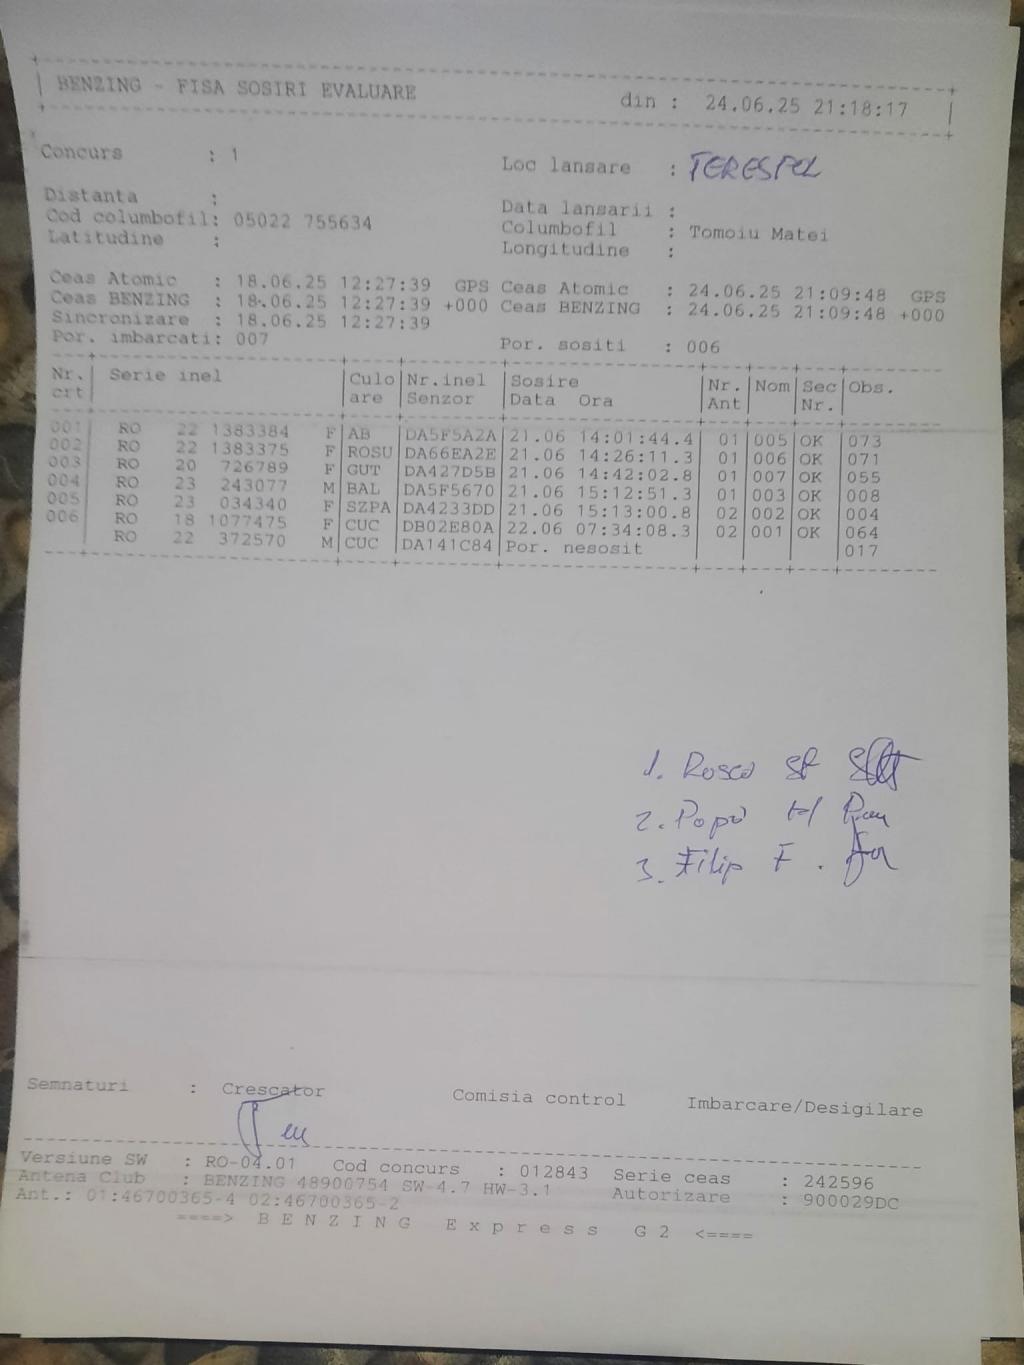 BENZING - FISA SOSIRI EVALUARE din : 24.06.25 21:18:17
Concurs : 1 Loc lansare : TERESPOL
Distanta : Data lansarii :
Cod columbofil: 05022 755634 Columbofil : Tomoiu Matei
Latitudine : Longitudine :
Ceas Atomic : 18.06.25 12:27:39 GPS Ceas Atomic : 24.06.25 21:09:48 GPS
Ceas BENZING : 18.06.25 12:27:39 +000 Ceas BENZING : 24.06.25 21:09:48 +000
Sincronizare : 18.06.25 12:27:39
Por. imbarcati: 007 Por. sositi : 006
Nr. Serie inel Culo Nr.inel Sosire Nr. Nom Sec Obs.
crt are Senzor Data Ora Ant Nr.
001 RO 22 1383384 F AB DA5F5A2A 21.06 14:01:44.4 01 005 OK 073
002 RO 22 1383375 F ROSU DA66EA2E 21.06 14:26:11.3 01 006 OK 071
003 RO 20 726789 F GUT DA427D5B 21.06 14:42:02.8 01 007 OK 055
004 RO 23 243077 M BAL DA5F5670 21.06 15:12:51.3 01 003 OK 008
005 RO 23 034340 F SZPA DA4233DD 21.06 15:13:00.8 02 002 OK 004
006 RO 18 1077475 F CUC DB02E80A 22.06 07:34:08.3 02 001 OK 064
RO 22 372570 M CUC DA141C84 Por. nesosit 017
1. Rosca
2. Popa
3. Filip F.
Semnaturi : Crescator Comisia control Imbarcare/Desigilare
Versiune SW : RO-04.01 Cod concurs : 012843 Serie ceas : 242596
Antena Club : BENZING 48900754 SW-4.7 HW-3.1 Autorizare : 900029DC
Ant.: 01:46700365-4 02:46700365-2
====> B E N Z I N G E x p r e s s G 2 <====